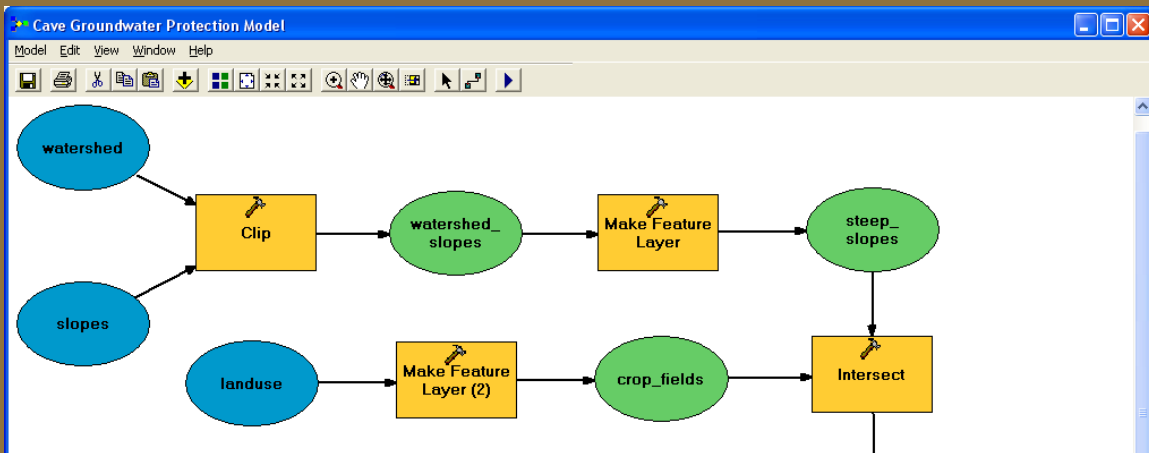 Cave Groundwater Protection Model
Model Edit View Window Help
watershed
Clip
watershed_
slopes
Make Feature
Layer
steep_
slopes
slopes
landuse
Make Feature
Layer (2)
crop_fields
Intersect